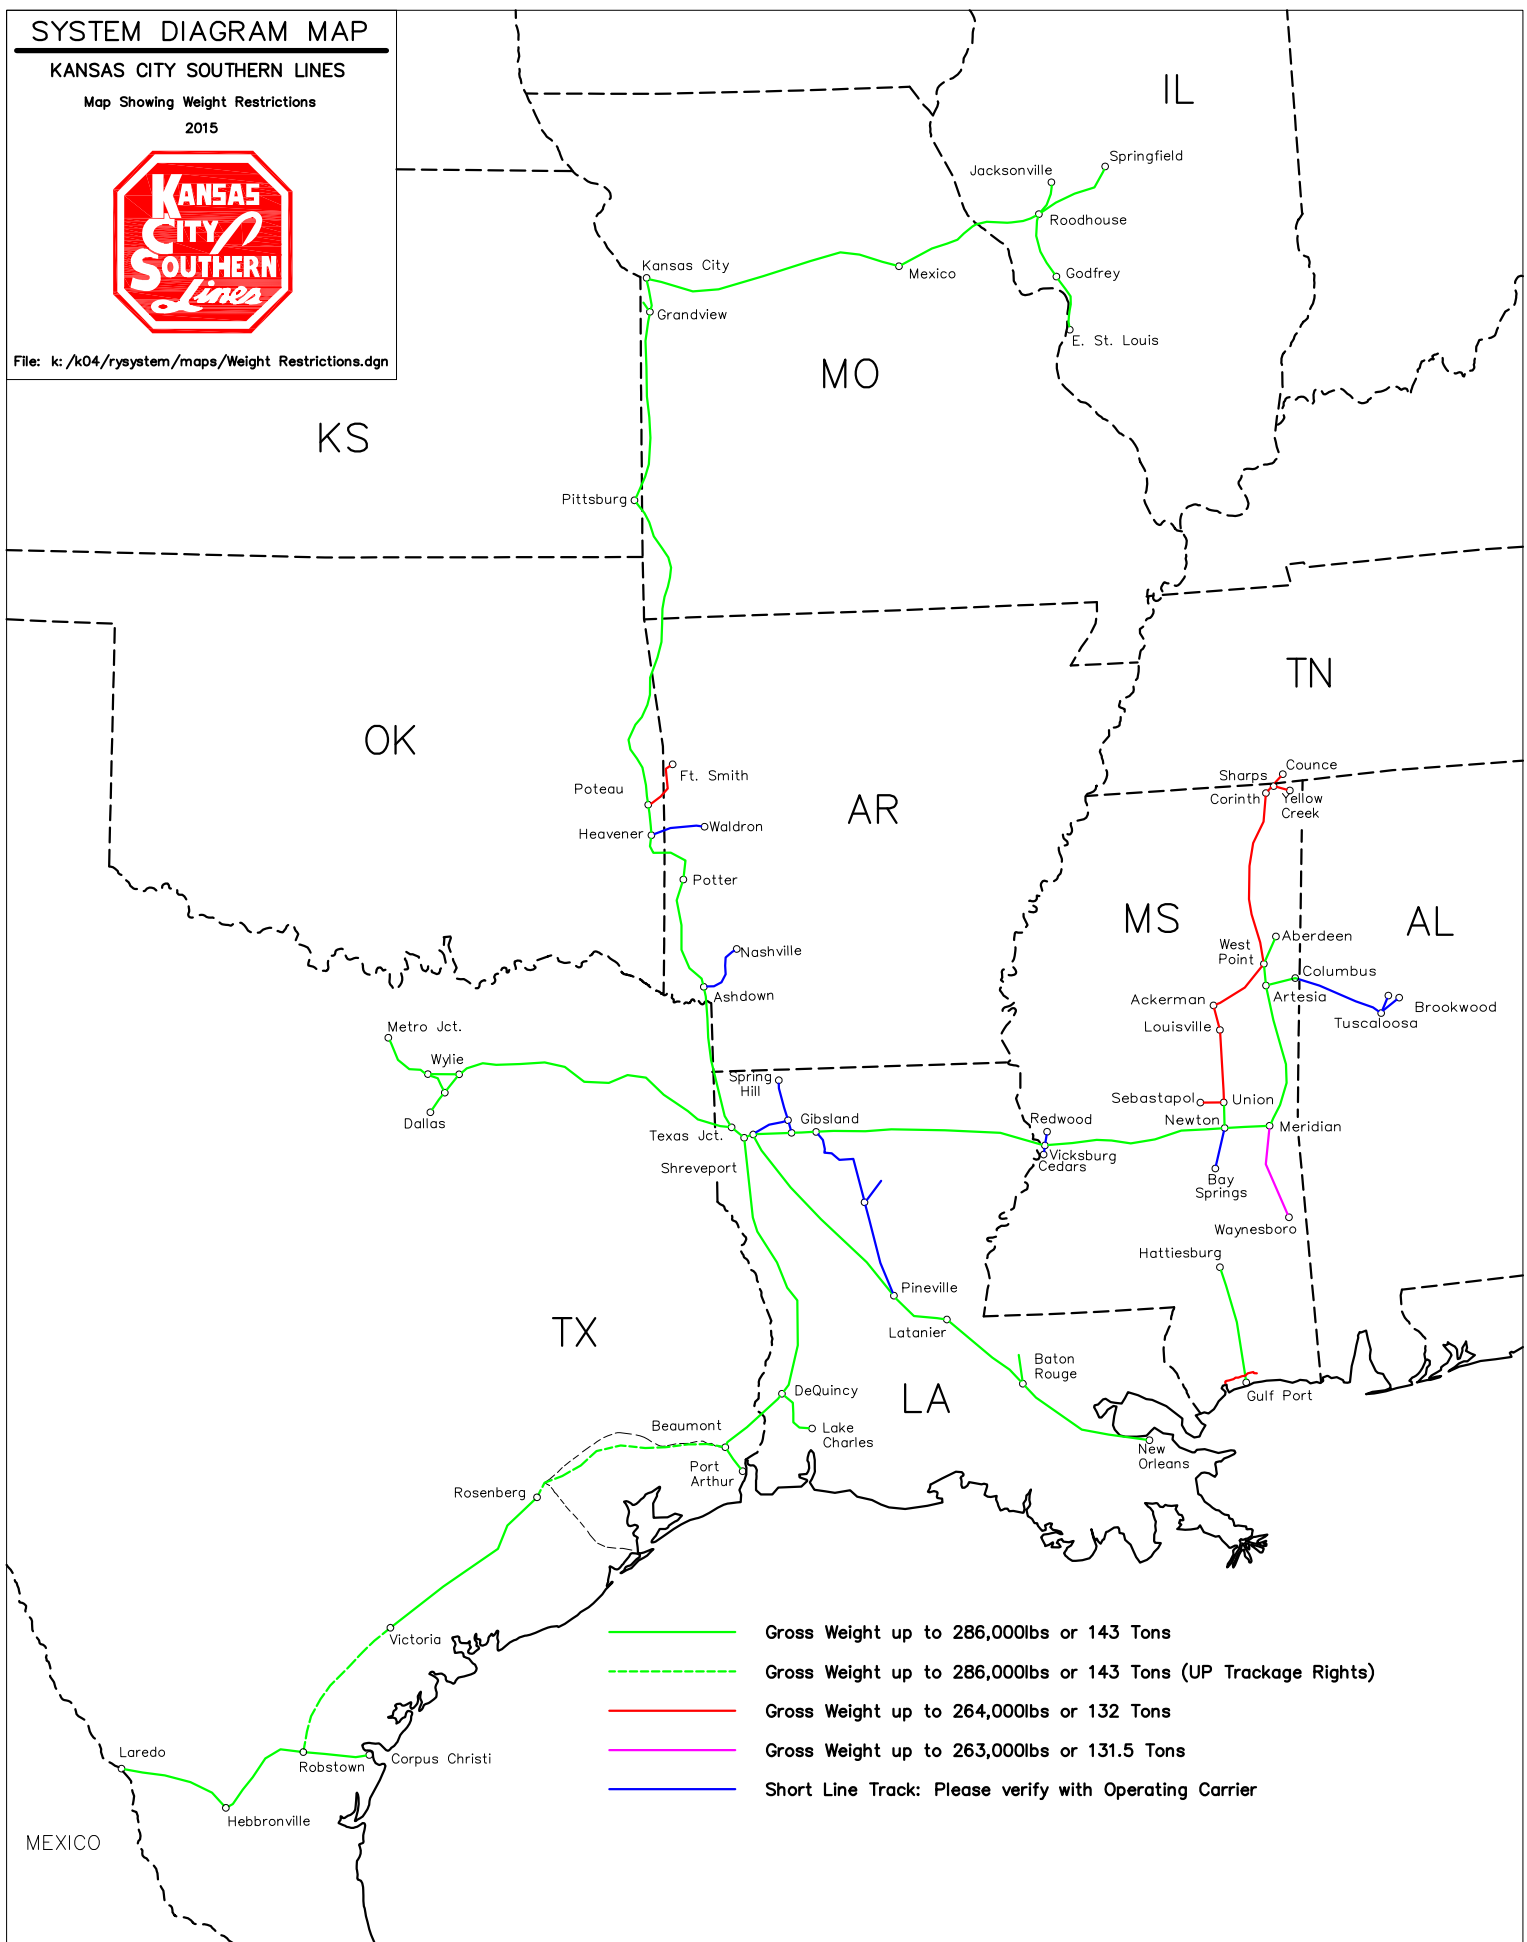 SYSTEM DIAGRAM MAP
KANSAS CITY SOUTHERN LINES
Map Showing Weight Restrictions
2015
KANSAS
CITY
SOUTHERN
Lines
File: k:/k04/rysystem/maps/Weight Restrictions.dgn
IL
Springfield
Jacksonville
Roodhouse
Kansas City
Mexico
Godfrey
Grandview
E. St. Louis
MO
KS
Pittsburg
TN
OK
Counce
Sharps
Ft. Smith
Poteau
Corinth
Yellow
Creek
AR
Waldron
Heavener
Potter
MS
AL
Aberdeen
West
Point
Nashville
Columbus
Ashdown
Artesia
Ackerman
Brookwood
Tuscaloosa
Metro Jct.
Louisville
Wylie
Spring
Hill
Sebastapol
Union
Dallas
Gibsland
Redwood
Newton
Meridian
Texas Jct.
Vicksburg
Cedars
Shreveport
Bay
Springs
Waynesboro
Hattiesburg
Pineville
TX
Latanier
Baton
Rouge
DeQuincy
LA
Gulf Port
Beaumont
Lake
Charles
New
Orleans
Port
Arthur
Rosenberg
Victoria
Gross Weight up to 286,000lbs or 143 Tons
Gross Weight up to 286,000lbs or 143 Tons (UP Trackage Rights)
Gross Weight up to 264,000lbs or 132 Tons
Gross Weight up to 263,000lbs or 131.5 Tons
Short Line Track: Please verify with Operating Carrier
Laredo
Robstown
Corpus Christi
Hebbronville
MEXICO